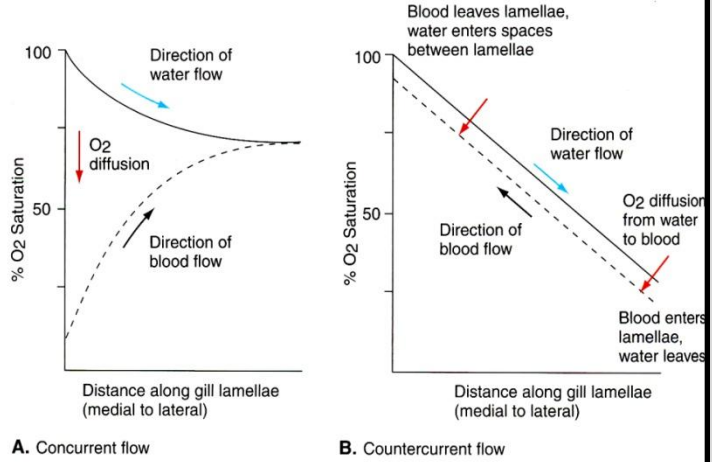 100
50
% O2 Saturation
Direction of
water flow
O2
diffusion
Direction of
blood flow
Distance along gill lamellae
(medial to lateral)
A. Concurrent flow
Blood leaves lamellae,
water enters spaces
between lamellae
100
50
% O2 Saturation
Direction of
water flow
Direction of
blood flow
O2 diffusion
from water
to blood
Blood enters
lamellae,
water leaves
Distance along gill lamellae
(medial to lateral)
B. Countercurrent flow